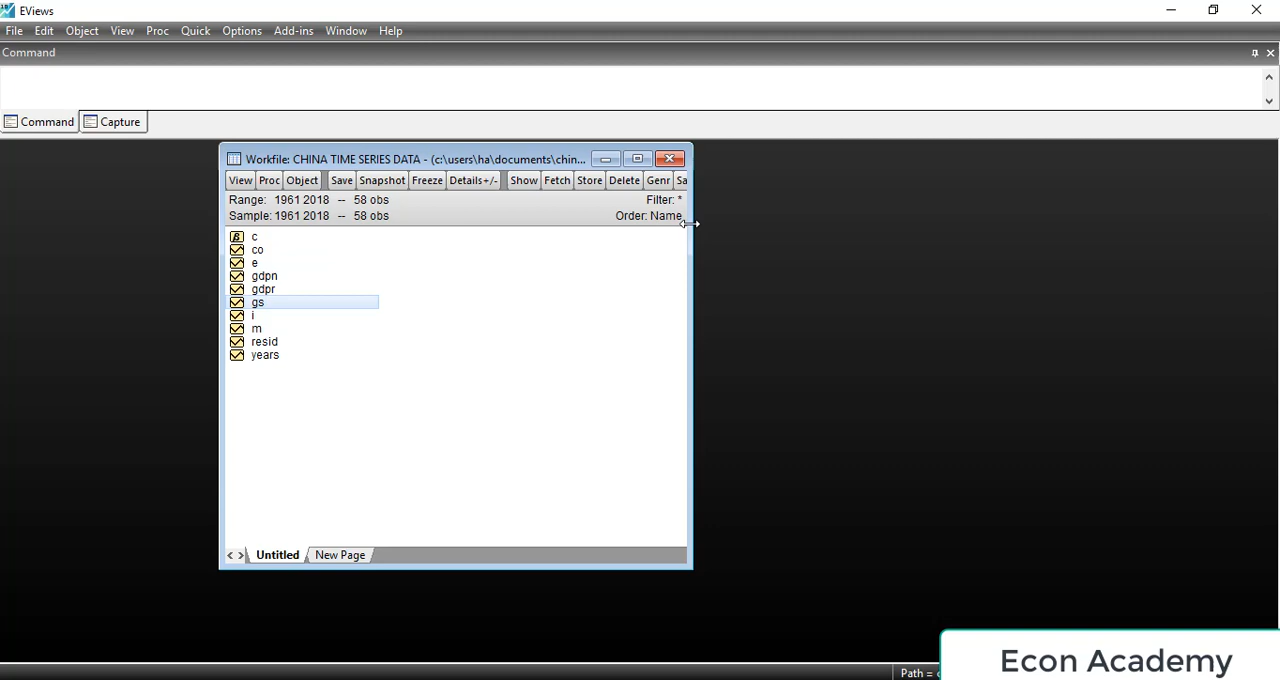 EViews
File Edit Object View Proc Quick Options Add-ins Window Help
Command
Command Capture
Workfile: CHINA TIME SERIES DATA - (c:\users\ha\documents\chin...
View Proc Object Save Snapshot Freeze Details+/- Show Fetch Store Delete Genr Sa
Range: 1961 2018 -- 58 obs Filter: *
Sample: 1961 2018 -- 58 obs Order: Name
c
co
e
gdpn
gdpr
gs
i
m
resid
years
< > Untitled New Page
Path = c
Econ Academy